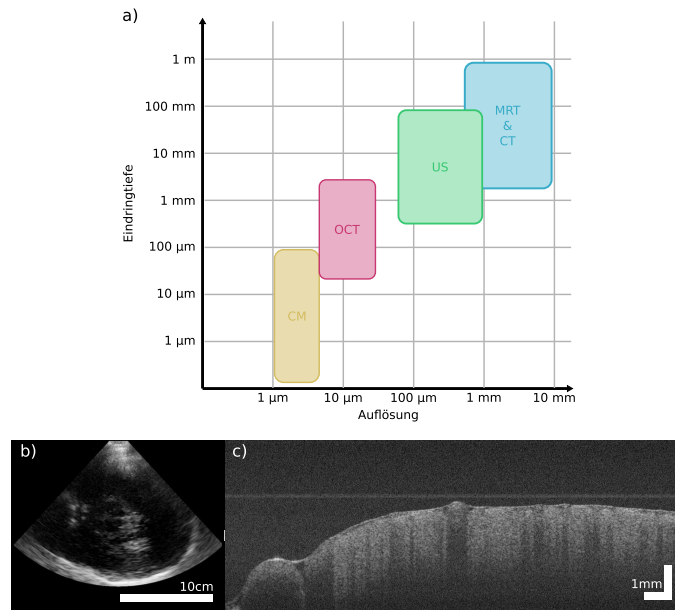 a)
1 m
100 mm
10 mm
1 mm
100 µm
10 µm
1 µm
Eindringtiefe
MRT
&
CT
US
OCT
CM
1 µm 10 µm 100 µm 1 mm 10 mm
Auflösung
b)
10cm
c)
1mm